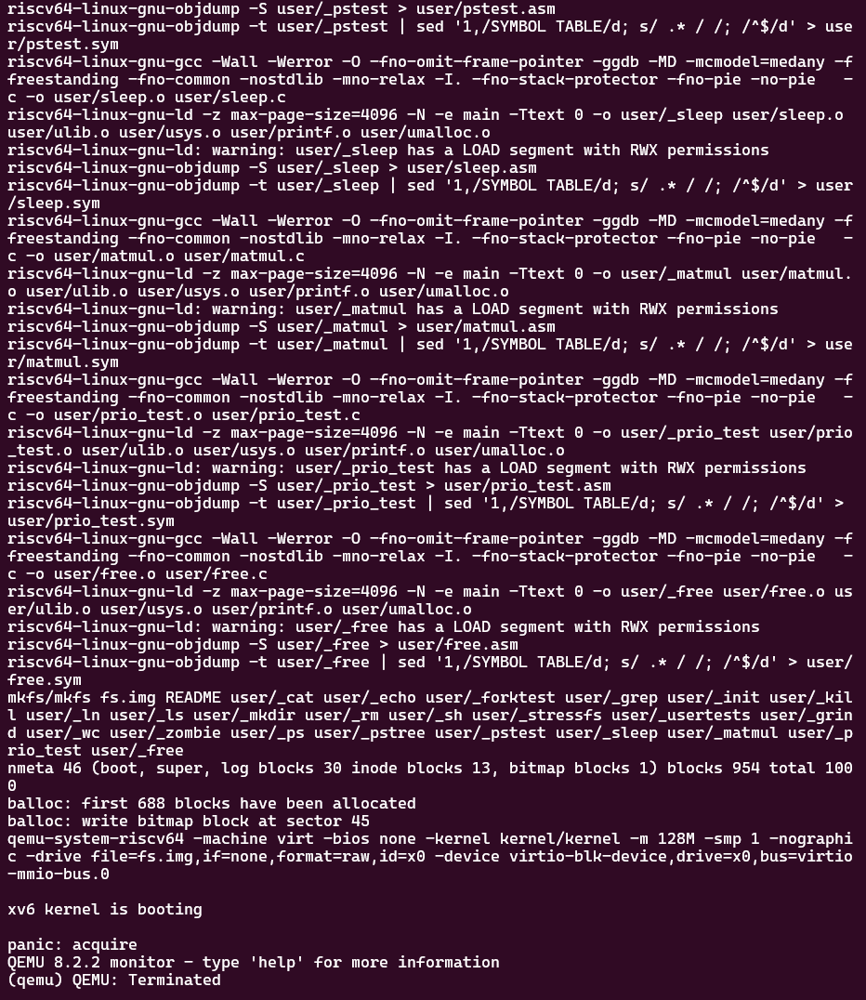 riscv64-linux-gnu-objdump -S user/_pstest > user/pstest.asm
riscv64-linux-gnu-objdump -t user/_pstest | sed '1,/SYMBOL TABLE/d; s/ .* / /; /^$/d' > use
r/pstest.sym
riscv64-linux-gnu-gcc -Wall -Werror -O -fno-omit-frame-pointer -ggdb -MD -mcmodel=medany -f
freestanding -fno-common -nostdlib -mno-relax -I. -fno-stack-protector -fno-pie -no-pie   -
c -o user/sleep.o user/sleep.c
riscv64-linux-gnu-ld -z max-page-size=4096 -N -e main -Ttext 0 -o user/_sleep user/sleep.o 
user/ulib.o user/usys.o user/printf.o user/umalloc.o
riscv64-linux-gnu-ld: warning: user/_sleep has a LOAD segment with RWX permissions
riscv64-linux-gnu-objdump -S user/_sleep > user/sleep.asm
riscv64-linux-gnu-objdump -t user/_sleep | sed '1,/SYMBOL TABLE/d; s/ .* / /; /^$/d' > user
/sleep.sym
riscv64-linux-gnu-gcc -Wall -Werror -O -fno-omit-frame-pointer -ggdb -MD -mcmodel=medany -f
freestanding -fno-common -nostdlib -mno-relax -I. -fno-stack-protector -fno-pie -no-pie   -
c -o user/matmul.o user/matmul.c
riscv64-linux-gnu-ld -z max-page-size=4096 -N -e main -Ttext 0 -o user/_matmul user/matmul.
o user/ulib.o user/usys.o user/printf.o user/umalloc.o
riscv64-linux-gnu-ld: warning: user/_matmul has a LOAD segment with RWX permissions
riscv64-linux-gnu-objdump -S user/_matmul > user/matmul.asm
riscv64-linux-gnu-objdump -t user/_matmul | sed '1,/SYMBOL TABLE/d; s/ .* / /; /^$/d' > use
r/matmul.sym
riscv64-linux-gnu-gcc -Wall -Werror -O -fno-omit-frame-pointer -ggdb -MD -mcmodel=medany -f
freestanding -fno-common -nostdlib -mno-relax -I. -fno-stack-protector -fno-pie -no-pie   -
c -o user/prio_test.o user/prio_test.c
riscv64-linux-gnu-ld -z max-page-size=4096 -N -e main -Ttext 0 -o user/_prio_test user/prio
_test.o user/ulib.o user/usys.o user/printf.o user/umalloc.o
riscv64-linux-gnu-ld: warning: user/_prio_test has a LOAD segment with RWX permissions
riscv64-linux-gnu-objdump -S user/_prio_test > user/prio_test.asm
riscv64-linux-gnu-objdump -t user/_prio_test | sed '1,/SYMBOL TABLE/d; s/ .* / /; /^$/d' > 
user/prio_test.sym
riscv64-linux-gnu-gcc -Wall -Werror -O -fno-omit-frame-pointer -ggdb -MD -mcmodel=medany -f
freestanding -fno-common -nostdlib -mno-relax -I. -fno-stack-protector -fno-pie -no-pie   -
c -o user/free.o user/free.c
riscv64-linux-gnu-ld -z max-page-size=4096 -N -e main -Ttext 0 -o user/_free user/free.o us
er/ulib.o user/usys.o user/printf.o user/umalloc.o
riscv64-linux-gnu-ld: warning: user/_free has a LOAD segment with RWX permissions
riscv64-linux-gnu-objdump -S user/_free > user/free.asm
riscv64-linux-gnu-objdump -t user/_free | sed '1,/SYMBOL TABLE/d; s/ .* / /; /^$/d' > user/
free.sym
mkfs/mkfs fs.img README user/_cat user/_echo user/_forktest user/_grep user/_init user/_kil
l user/_ln user/_ls user/_mkdir user/_rm user/_sh user/_stressfs user/_usertests user/_grin
d user/_wc user/_zombie user/_ps user/_pstree user/_pstest user/_sleep user/_matmul user/_p
rio_test user/_free
nmeta 46 (boot, super, log blocks 30 inode blocks 13, bitmap blocks 1) blocks 954 total 100
0
balloc: first 688 blocks have been allocated
balloc: write bitmap block at sector 45
qemu-system-riscv64 -machine virt -bios none -kernel kernel/kernel -m 128M -smp 1 -nographi
c -drive file=fs.img,if=none,format=raw,id=x0 -device virtio-blk-device,drive=x0,bus=virtio
-mmio-bus.0
xv6 kernel is booting
panic: acquire
QEMU 8.2.2 monitor - type 'help' for more information
(qemu) QEMU: Terminated